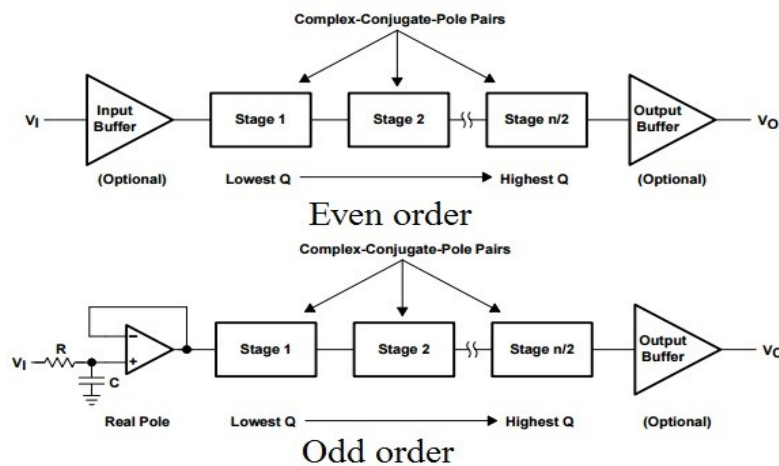 Complex-Conjugate-Pole Pairs
VI
Input
Buffer
Stage 1
Stage 2
Stage n/2
Output
Buffer
VO
(Optional)
Lowest Q
Highest Q
(Optional)
Even order
Complex-Conjugate-Pole Pairs
VI
R
C
−
+
Stage 1
Stage 2
Stage n/2
Output
Buffer
VO
Real Pole
Lowest Q
Highest Q
(Optional)
Odd order